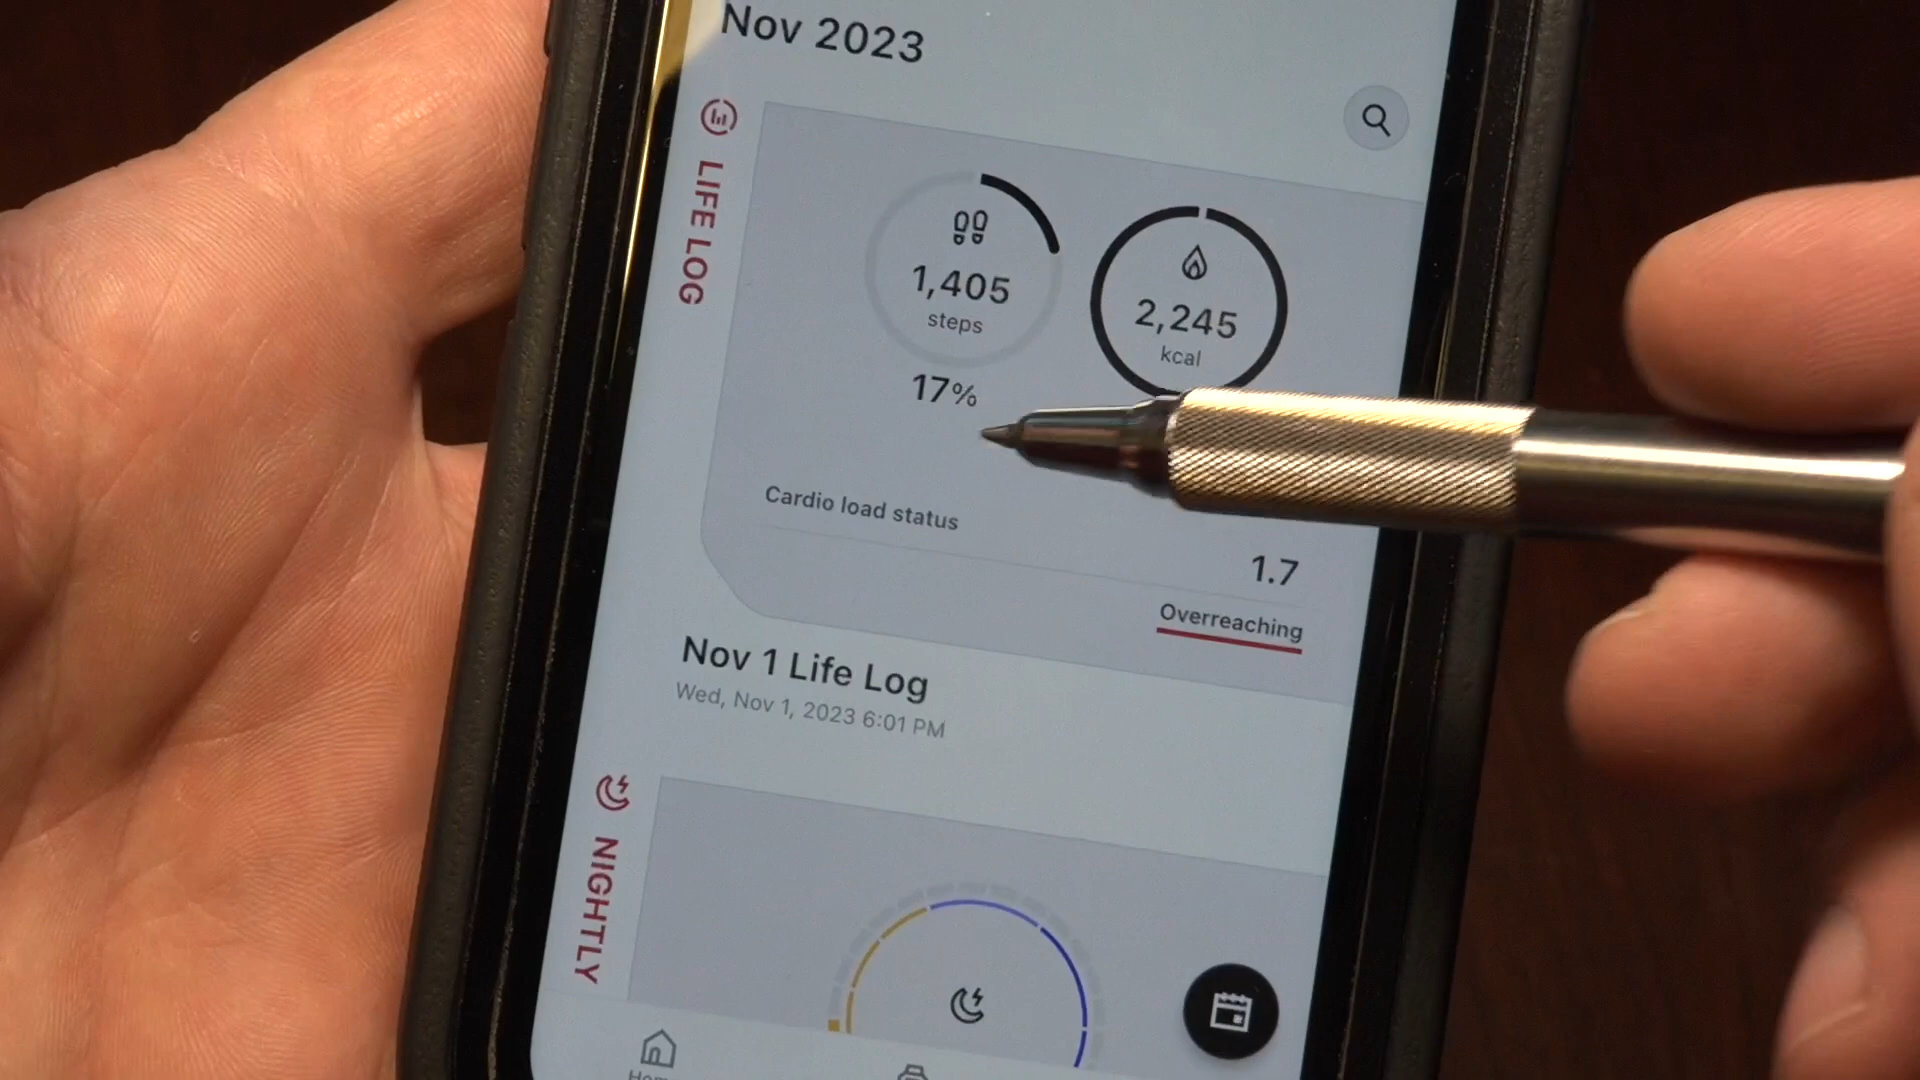 Nov 2023
LIFE LOG
1,405
steps
17%
2,245
kcal
Cardio load status
1.7
Overreaching
Nov 1 Life Log
Wed, Nov 1, 2023 6:01 PM
NIGHTLY